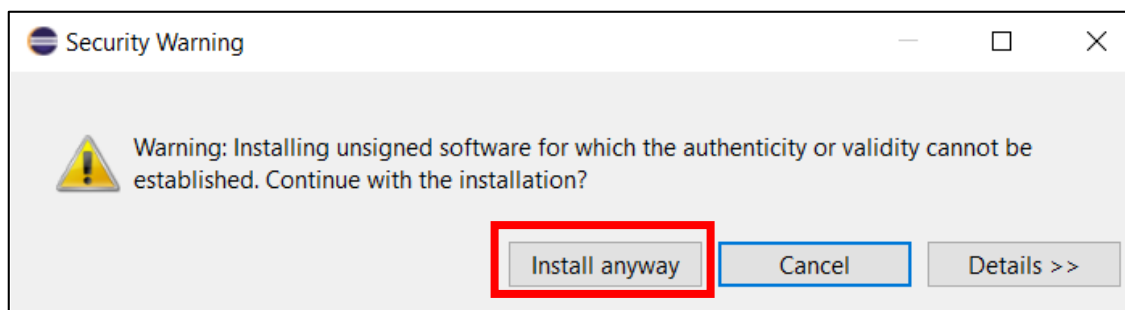 Security Warning
Warning: Installing unsigned software for which the authenticity or validity cannot be
established. Continue with the installation?
Install anyway Cancel Details >>